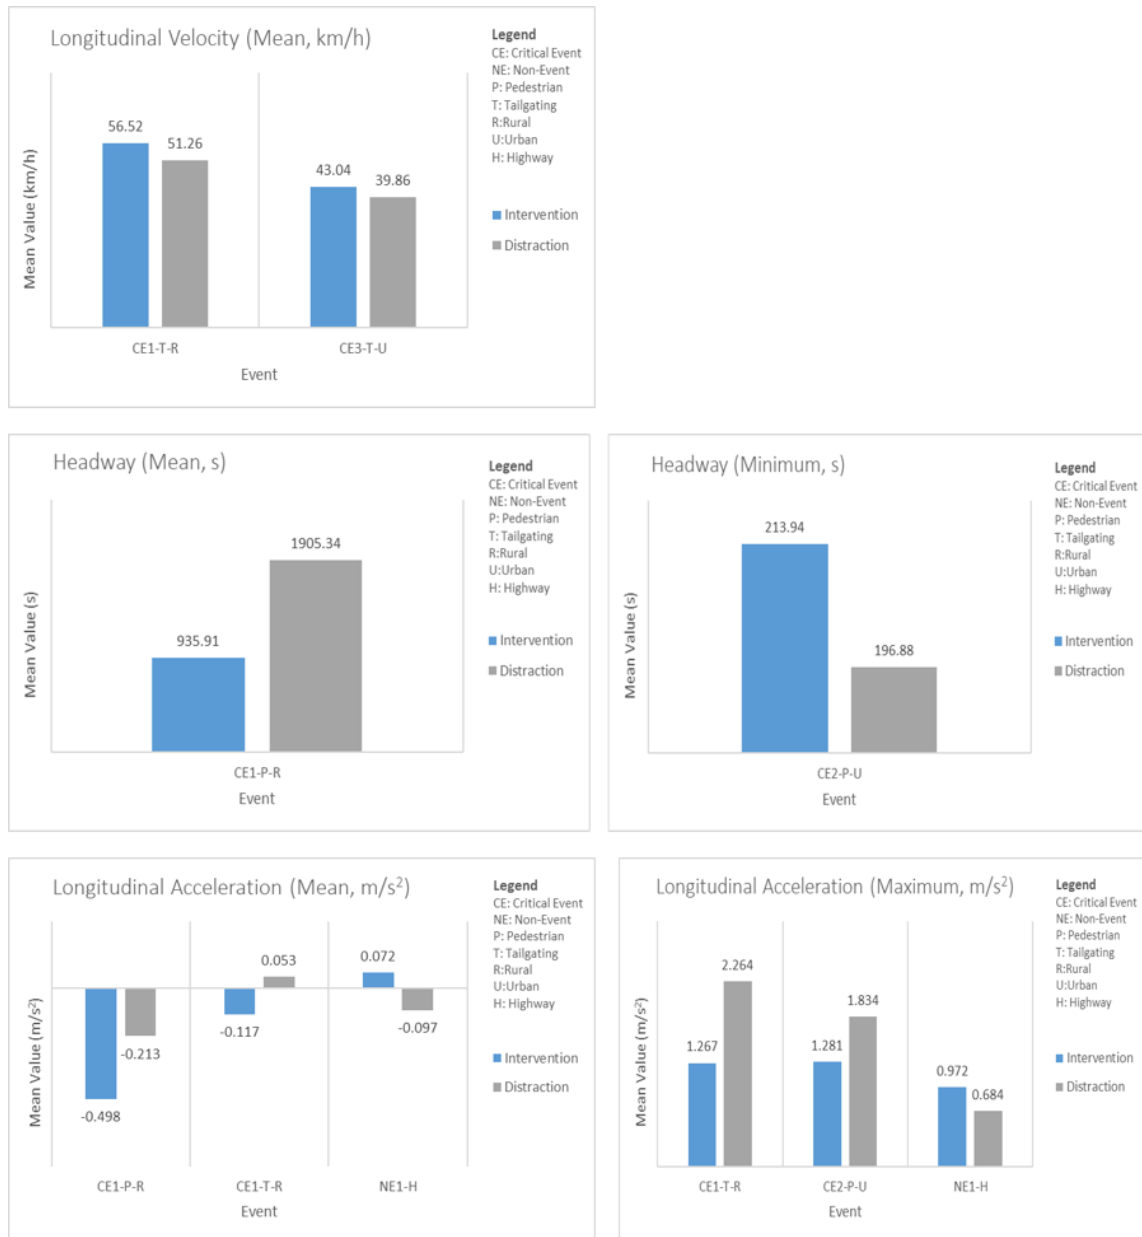 Longitudinal Velocity (Mean, km/h)
Legend
CE: Critical Event
NE: Non-Event
P: Pedestrian
T: Tailgating
R:Rural
U:Urban
H: Highway
Intervention
Distraction
Mean Value (km/h)
56.52
51.26
43.04
39.86
CE1-T-R
CE3-T-U
Event
Headway (Mean, s)
Legend
CE: Critical Event
NE: Non-Event
P: Pedestrian
T: Tailgating
R:Rural
U:Urban
H: Highway
Intervention
Distraction
Mean Value (s)
935.91
1905.34
CE1-P-R
Event
Headway (Minimum, s)
Legend
CE: Critical Event
NE: Non-Event
P: Pedestrian
T: Tailgating
R:Rural
U:Urban
H: Highway
Intervention
Distraction
Mean Value (s)
213.94
196.88
CE2-P-U
Event
Longitudinal Acceleration (Mean, m/s²)
Legend
CE: Critical Event
NE: Non-Event
P: Pedestrian
T: Tailgating
R:Rural
U:Urban
H: Highway
Intervention
Distraction
Mean Value (m/s²)
-0.498
-0.213
-0.117
0.053
0.072
-0.097
CE1-P-R
CE1-T-R
NE1-H
Event
Longitudinal Acceleration (Maximum, m/s²)
Legend
CE: Critical Event
NE: Non-Event
P: Pedestrian
T: Tailgating
R:Rural
U:Urban
H: Highway
Intervention
Distraction
Mean Value (m/s²)
1.267
2.264
1.281
1.834
0.972
0.684
CE1-T-R
CE2-P-U
NE1-H
Event